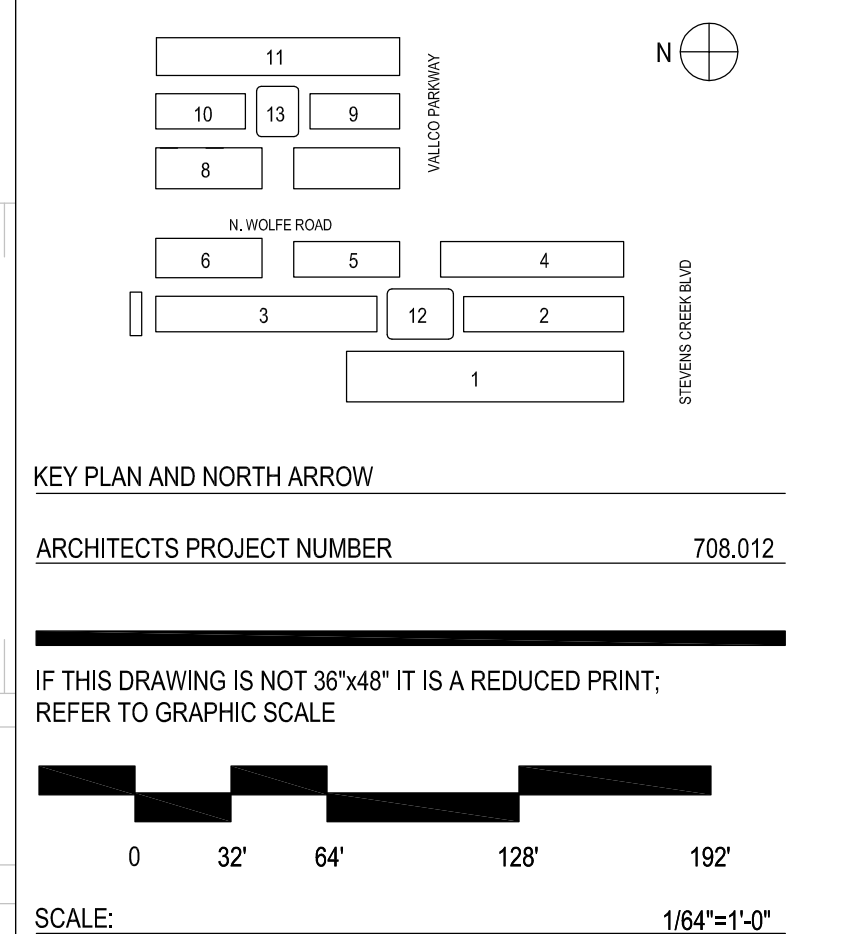 11
VALLCO PARKWAY
N
10
13
9
8
N. WOLFE ROAD
6
5
4
STEVENS CREEK BLVD
3
12
2
1
KEY PLAN AND NORTH ARROW
ARCHITECTS PROJECT NUMBER 708.012
IF THIS DRAWING IS NOT 36"x48" IT IS A REDUCED PRINT;
REFER TO GRAPHIC SCALE
0 32' 64' 128' 192'
SCALE: 1/64"=1'-0"